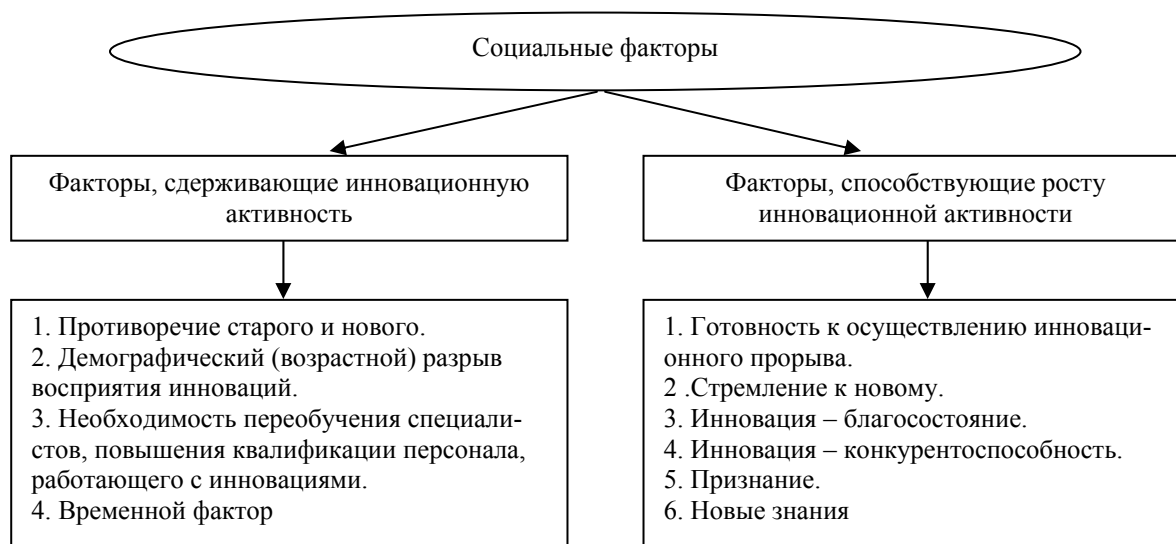 Социальные факторы
Факторы, сдерживающие инновационную
активность
Факторы, способствующие росту
инновационной активности
1. Противоречие старого и нового.
2. Демографический (возрастной) разрыв
восприятия инноваций.
3. Необходимость переобучения специали-
стов, повышения квалификации персонала,
работающего с инновациями.
4. Временной фактор
1. Готовность к осуществлению инноваци-
онного прорыва.
2 .Стремление к новому.
3. Инновация – благосостояние.
4. Инновация – конкурентоспособность.
5. Признание.
6. Новые знания